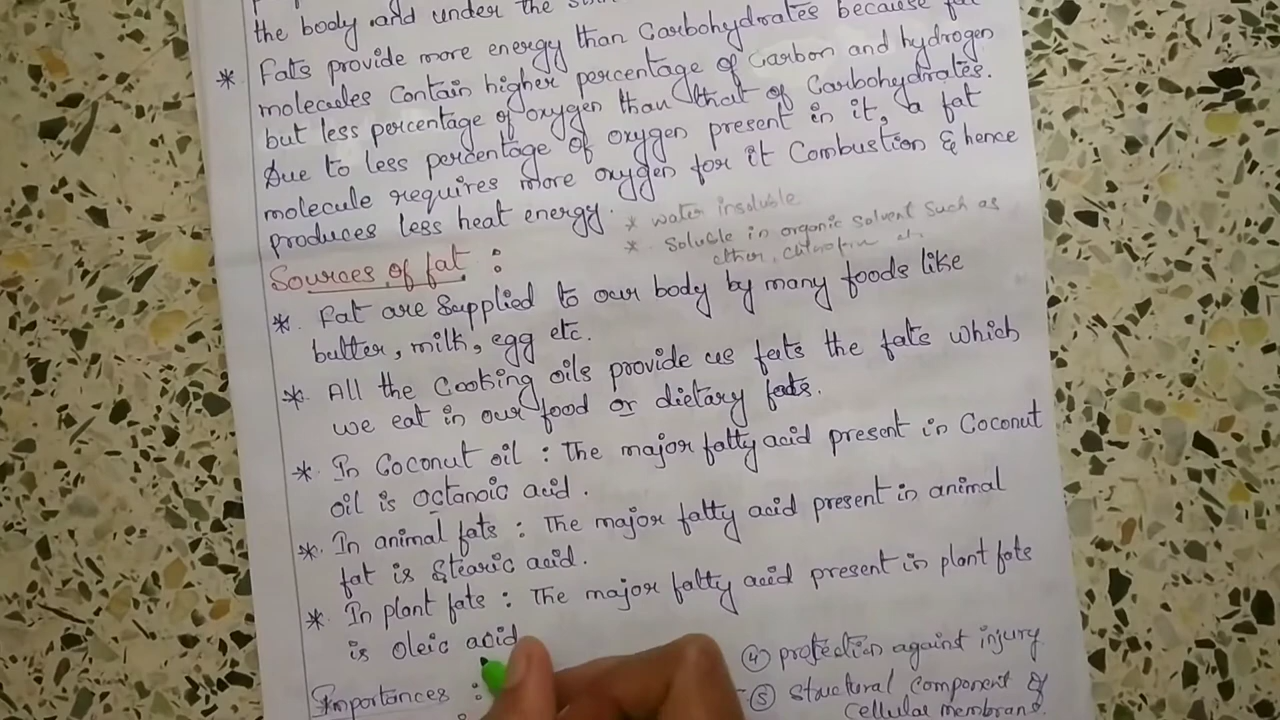 the body and under the
* Fats provide more energy than Carbohydrates because fat
molecules contain higher percentage of Carbon and hydrogen
but less percentage of oxygen than that of Carbohydrates.
Due to less percentage of oxygen present in it, a fat
molecule requires more oxygen for it Combustion & hence
produces less heat energy.
* water insoluble
* Soluble in organic solvent such as
ether,
Sources of fat :
* Fat are supplied to our body by many foods like
butter, milk, egg etc.
* All the Cooking oils provide us fats the fats which
we eat in our food or dietary fats.
* In Coconut oil : The major fatty acid present in Coconut
oil is Octanoic acid.
* In animal fats : The major fatty acid present in animal
fat is Stearic acid.
* In plant fats : The major fatty acid present in plant fats
is oleic acid
Importances :
④ protection against injury
⑤ structural component of
cellular membrane